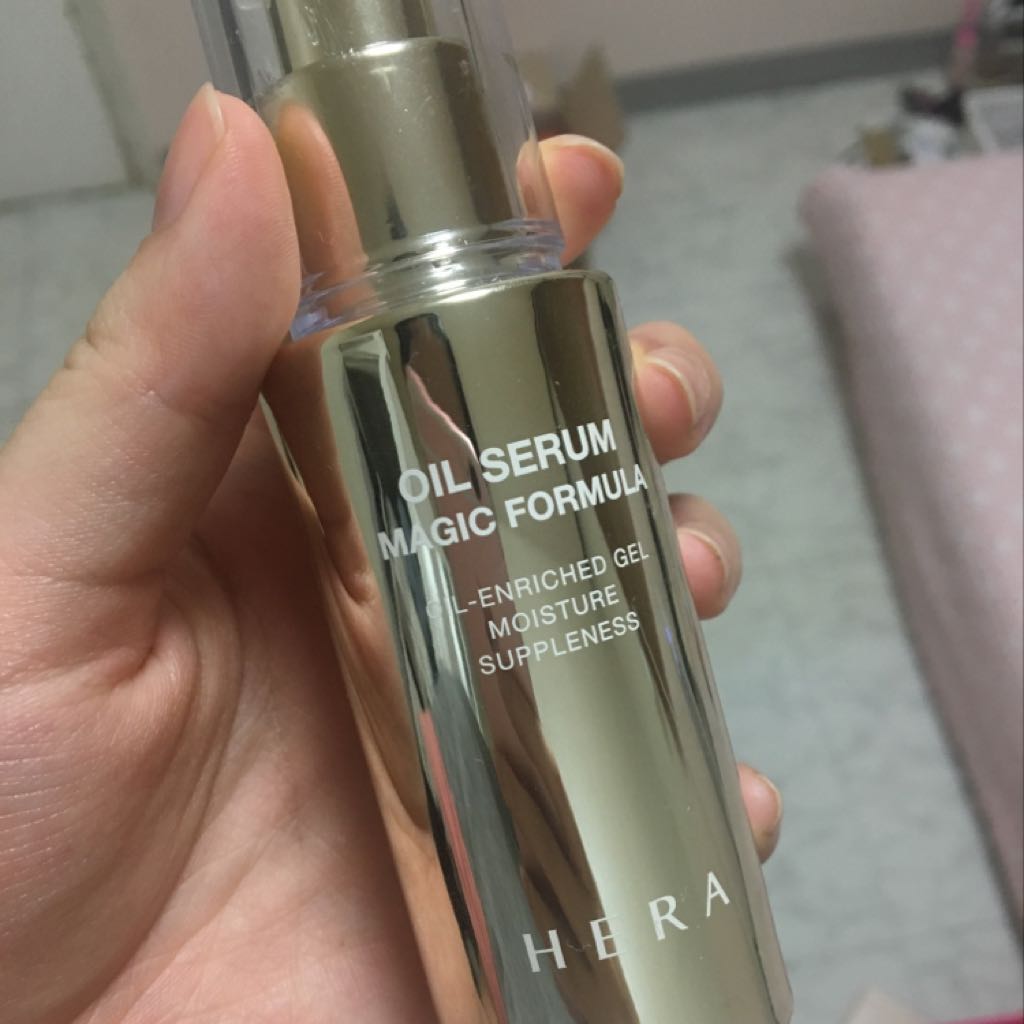 OIL SERUM
MAGIC FORMULA
OIL-ENRICHED GEL
MOISTURE
SUPPLENESS
HERA